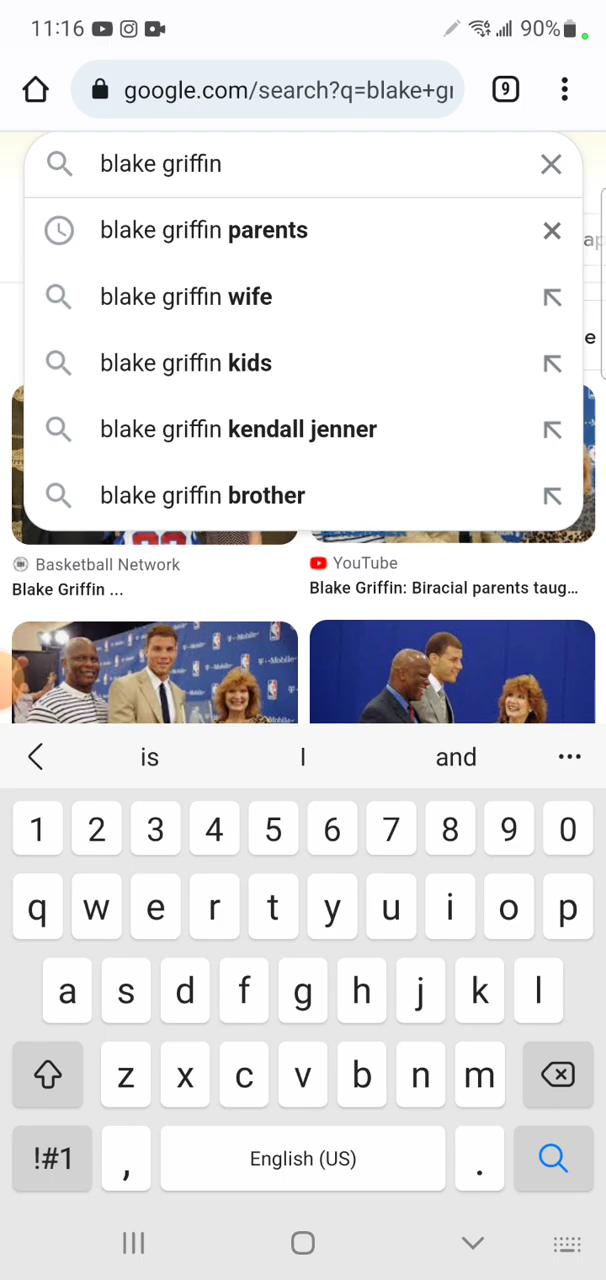 11:16 90%
google.com/search?q=blake+gr 9
blake griffin
blake griffin parents
blake griffin wife
blake griffin kids
blake griffin kendall jenner
blake griffin brother
ap
e
Basketball Network
Blake Griffin ...
YouTube
Blake Griffin: Biracial parents taug...
T-Mobile
is I and
1 2 3 4 5 6 7 8 9 0
q w e r t y u i o p
a s d f g h j k l
z x c v b n m
!#1 , English (US) .